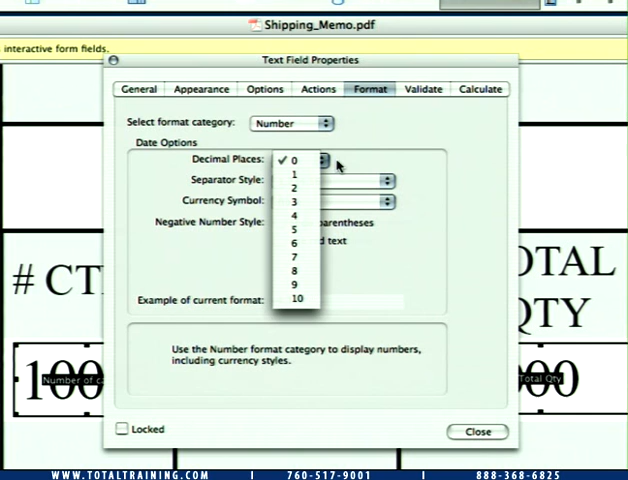 Shipping_Memo.pdf
interactive form fields.
Text Field Properties
General Appearance Options Actions Format Validate Calculate
Select format category: Number
Date Options
Decimal Places: 0
1
Separator Style:
2
3
Currency Symbol:
4
Negative Number Style: parentheses
5
d text
6
7
8
9
Example of current format: 10
# CT
OTAL
QTY
Use the Number format category to display numbers,
including currency styles.
100
Number of ca
Total Qty
00
Locked
Close
WWW.TOTALTRAINING.COM | 760-517-9001 | 888-368-6825